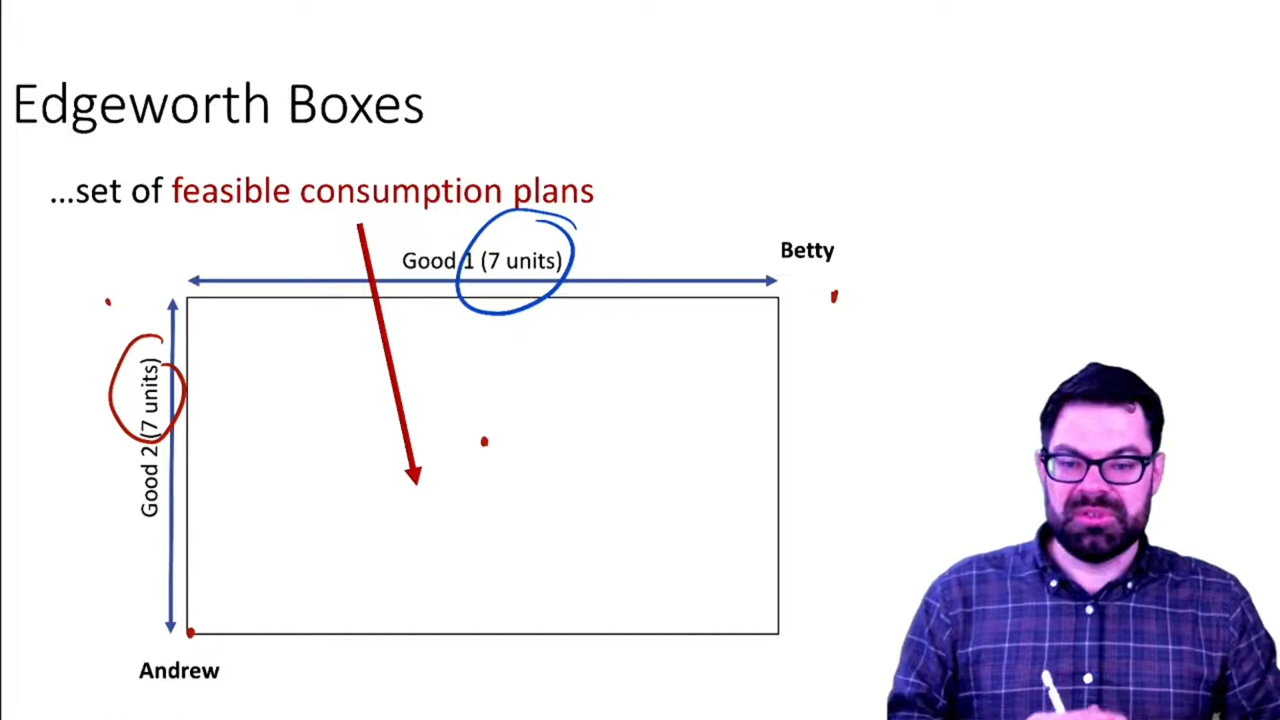 Edgeworth Boxes
...set of feasible consumption plans
Betty
Good 1 (7 units)
Good 2 (7 units)
Andrew